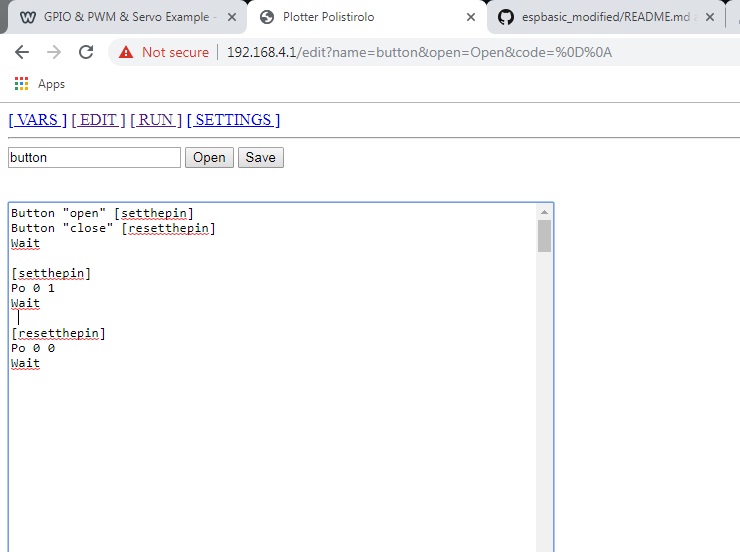 GPIO & PWM & Servo Example -
Plotter Polistirolo
espbasic_modified/README.md
Not secure
192.168.4.1/edit?name=button&open=Open&code=%0D%0A
Apps
[ VARS ] [ EDIT ] [ RUN ] [ SETTINGS ]
button
Open
Save
Button "open" [setthepin]
Button "close" [resetthepin]
Wait
[setthepin]
Po 0 1
Wait
[resetthepin]
Po 0 0
Wait